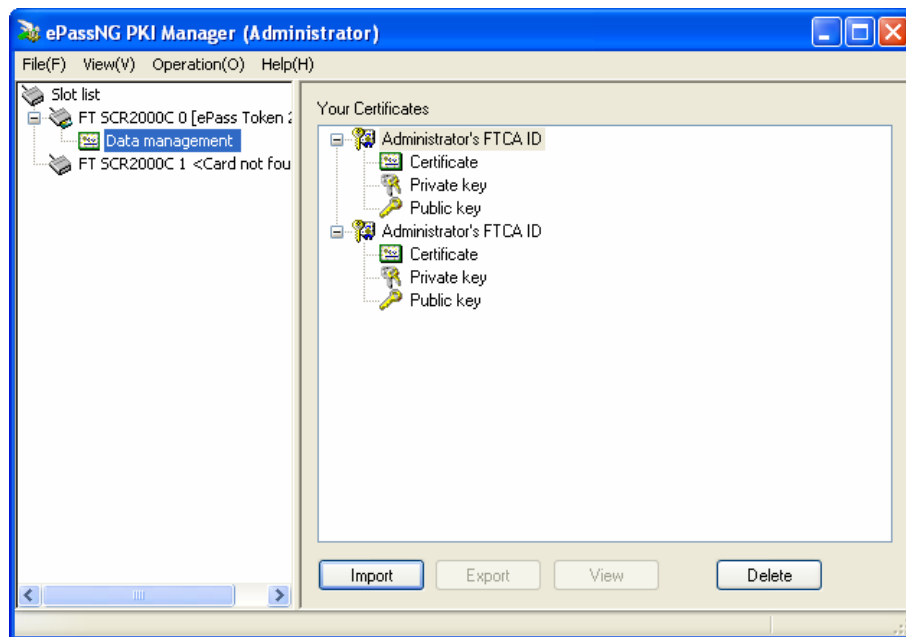 ePassNG PKI Manager (Administrator)
File(F) View(V) Operation(O) Help(H)
Slot list
FT SCR2000C 0 [ePass Token
Data management
FT SCR2000C 1 <Card not fou
Your Certificates
Administrator's FTCA ID
Certificate
Private key
Public key
Administrator's FTCA ID
Certificate
Private key
Public key
Import Export View Delete